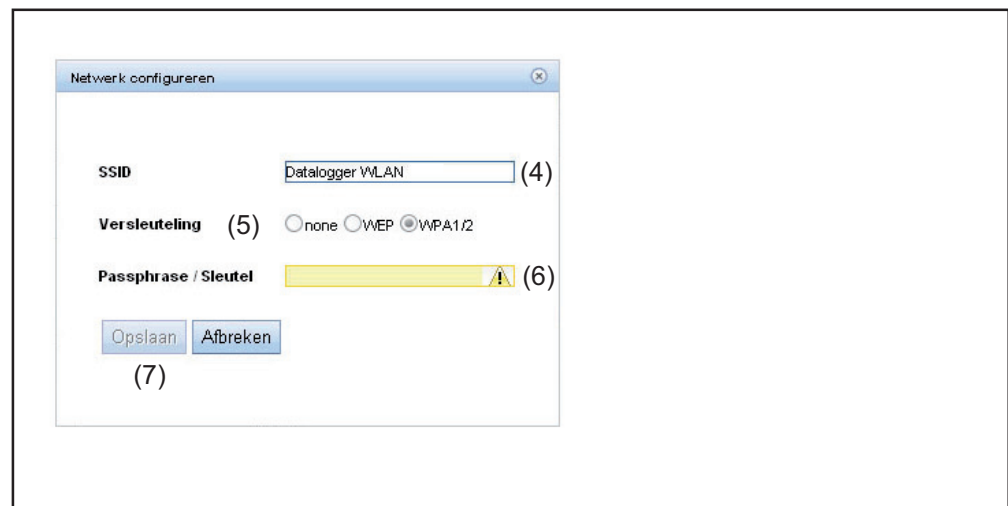 Netwerk configureren
SSID Datalogger WLAN (4)
Versleuteling (5) none WEP WPA1/2
Passphrase / Sleutel (6)
Opslaan Afbreken
(7)